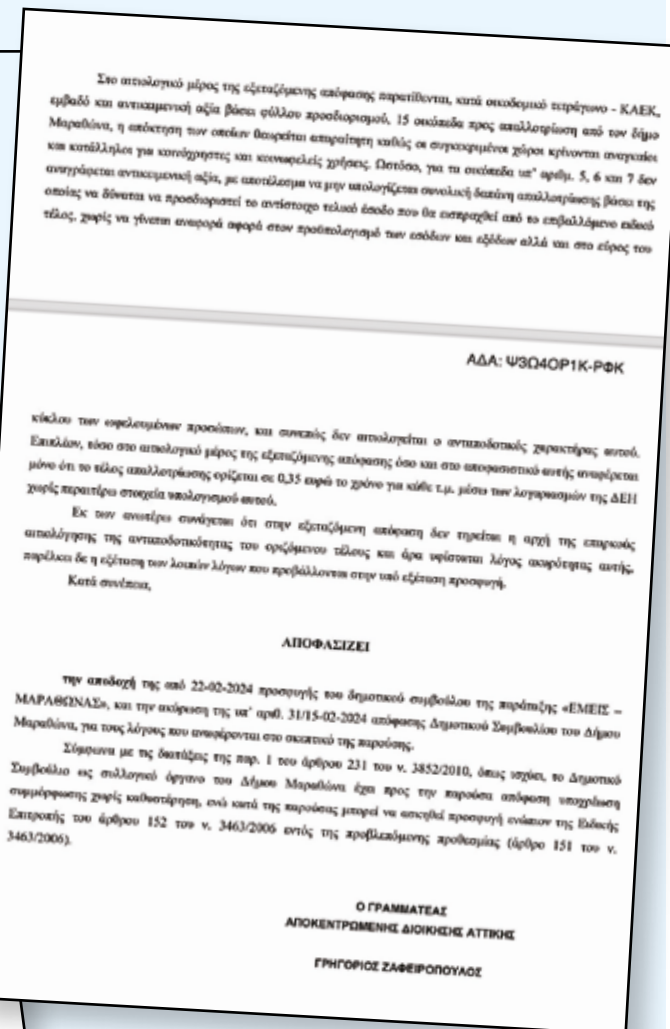 Στο αιτιολογικό μέρος της εξεταζόμενης απόφασης παρατίθενται, κατά οικοδομικό τετράγωνο - ΚΑΕΚ,
εμβαδό και αντικειμενική αξία βάσει φύλλου προσδιορισμού, 15 οικόπεδα προς απαλλοτρίωση από τον δήμο
Μαραθώνα, η απόκτηση των οποίων θεωρείται απαραίτητη καθώς οι συγκεκριμένοι χώροι κρίνονται αναγκαίοι
και κατάλληλοι για κοινόχρηστες και κοινωφελείς χρήσεις. Ωστόσο, για τα οικόπεδα υπ' αριθμ. 5, 6 και 7 δεν
αναγράφεται αντικειμενική αξία, με αποτέλεσμα να μην υπολογίζεται συνολική δαπάνη απαλλοτρίωσης βάσει της
οποίας να δύναται να προσδιοριστεί το αντίστοιχο τελικό έσοδο που θα εισπραχθεί από το επιβαλλόμενο ειδικό
τέλος, χωρίς να γίνεται αναφορά αφορά στον προϋπολογισμό των εσόδων και εξόδων αλλά και στο εύρος του
ΑΔΑ: Ψ3Ω4ΟΡ1Κ-ΡΦΚ
κύκλου των ωφελουμένων προσώπων, και συνεπώς δεν αιτιολογείται ο ανταποδοτικός χαρακτήρας αυτού.
Επιπλέον, τόσο στο αιτιολογικό μέρος της εξεταζόμενης απόφασης όσο και στο αποφασιστικό αυτής αναφέρεται
μόνο ότι το τέλος απαλλοτρίωσης ορίζεται σε 0,35 ευρώ το χρόνο για κάθε τ.μ. μέσω των λογαριασμών της ΔΕΗ
χωρίς περαιτέρω στοιχεία υπολογισμού αυτού.
Εκ των ανωτέρω συνάγεται ότι στην εξεταζόμενη απόφαση δεν τηρείται η αρχή της επαρκούς
αιτιολόγησης της ανταποδοτικότητας του οριζόμενου τέλους και άρα υφίσταται λόγος ακυρότητας αυτής,
παρέλκει δε η εξέταση των λοιπών λόγων που προβάλλονται στην υπό εξέταση προσφυγή.
Κατά συνέπεια,
ΑΠΟΦΑΣΙΖΕΙ
την αποδοχή της από 22-02-2024 προσφυγής του δημοτικού συμβούλου της παράταξης «ΕΜΕΙΣ –
ΜΑΡΑΘΩΝΑΣ», και την ακύρωση της υπ' αριθ. 31/15-02-2024 απόφασης Δημοτικού Συμβουλίου του Δήμου
Μαραθώνα, για τους λόγους που αναφέρονται στο σκεπτικό της παρούσης.
Σύμφωνα με τις διατάξεις της παρ. 1 του άρθρου 231 του ν. 3852/2010, όπως ισχύει, το Δημοτικό
Συμβούλιο ως συλλογικό όργανο του Δήμου Μαραθώνα έχει προς την παρούσα απόφαση υποχρέωση
συμμόρφωσης χωρίς καθυστέρηση, ενώ κατά της παρούσας μπορεί να ασκηθεί προσφυγή ενώπιον της Ειδικής
Επιτροπής του άρθρου 152 του ν. 3463/2006 εντός της προβλεπόμενης προθεσμίας (άρθρο 151 του ν.
3463/2006).
Ο ΓΡΑΜΜΑΤΕΑΣ
ΑΠΟΚΕΝΤΡΩΜΕΝΗΣ ΔΙΟΙΚΗΣΗΣ ΑΤΤΙΚΗΣ
ΓΡΗΓΟΡΙΟΣ ΖΑΦΕΙΡΟΠΟΥΛΟΣ